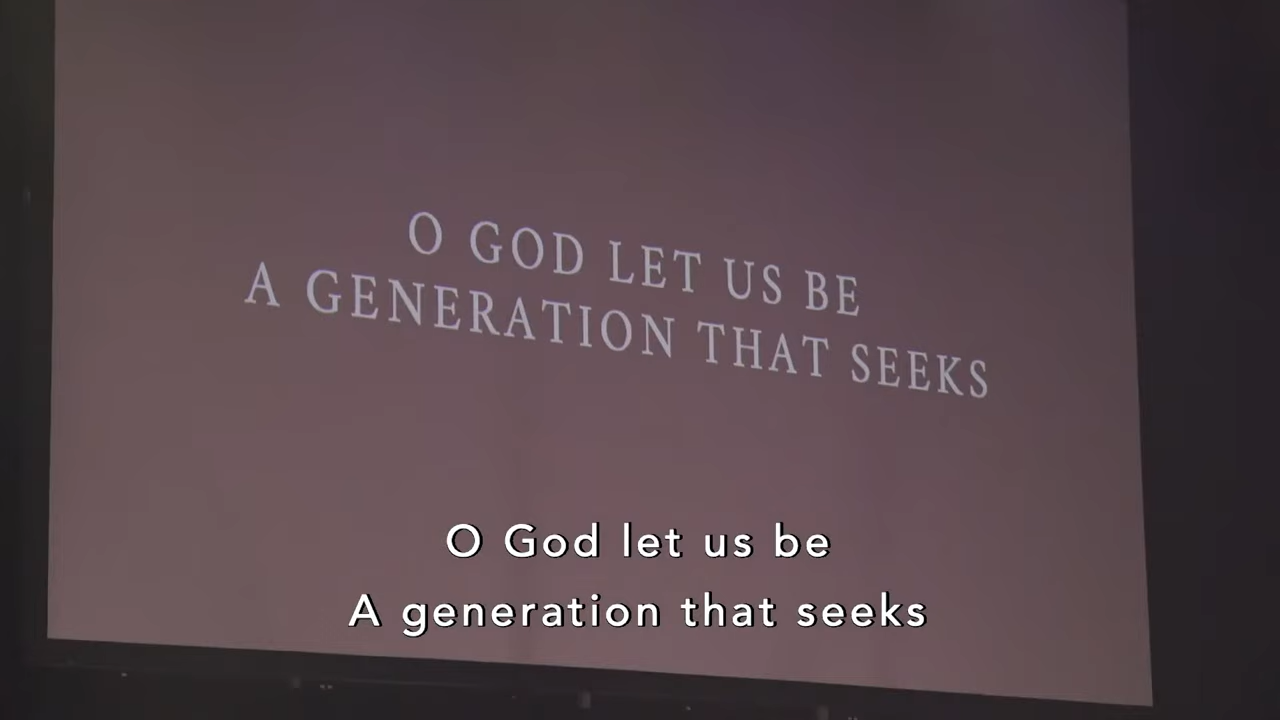 O GOD LET US BE
A GENERATION THAT SEEKS
O God let us be
A generation that seeks